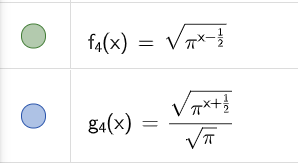 f₄(x) = √(π^(x−1/2))
g₄(x) = √(π^(x+1/2)) / √π